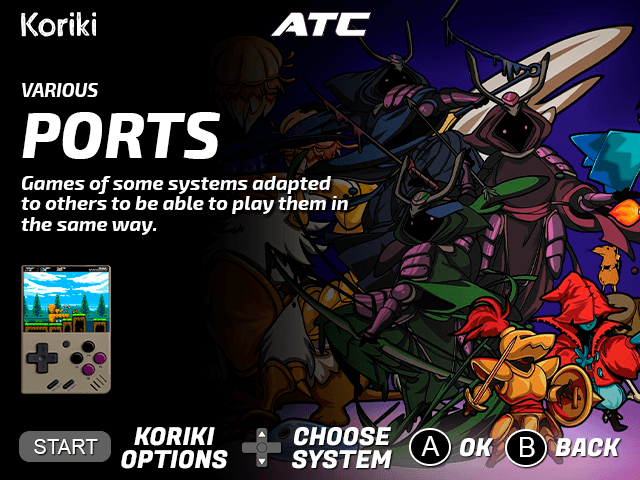 Koriki
ATC
VARIOUS
PORTS
Games of some systems adapted
to others to be able to play them in
the same way.
START
KORIKI
OPTIONS
CHOOSE
SYSTEM
A
OK
B
BACK